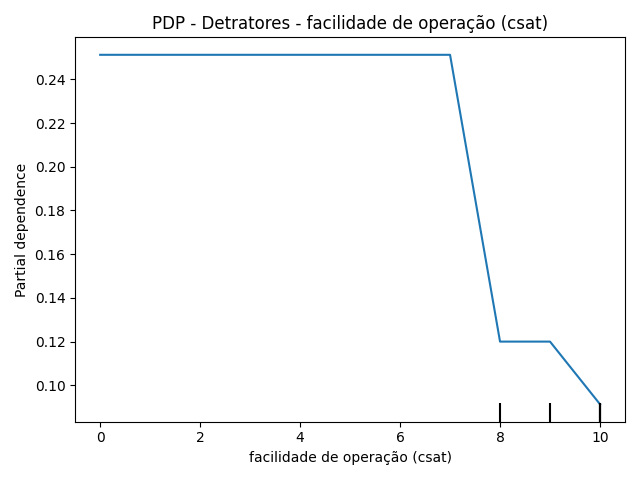 PDP - Detratores - facilidade de operação (csat)
0.24
0.22
0.20
0.18
0.16
0.14
0.12
0.10
Partial dependence
0 2 4 6 8 10
facilidade de operação (csat)